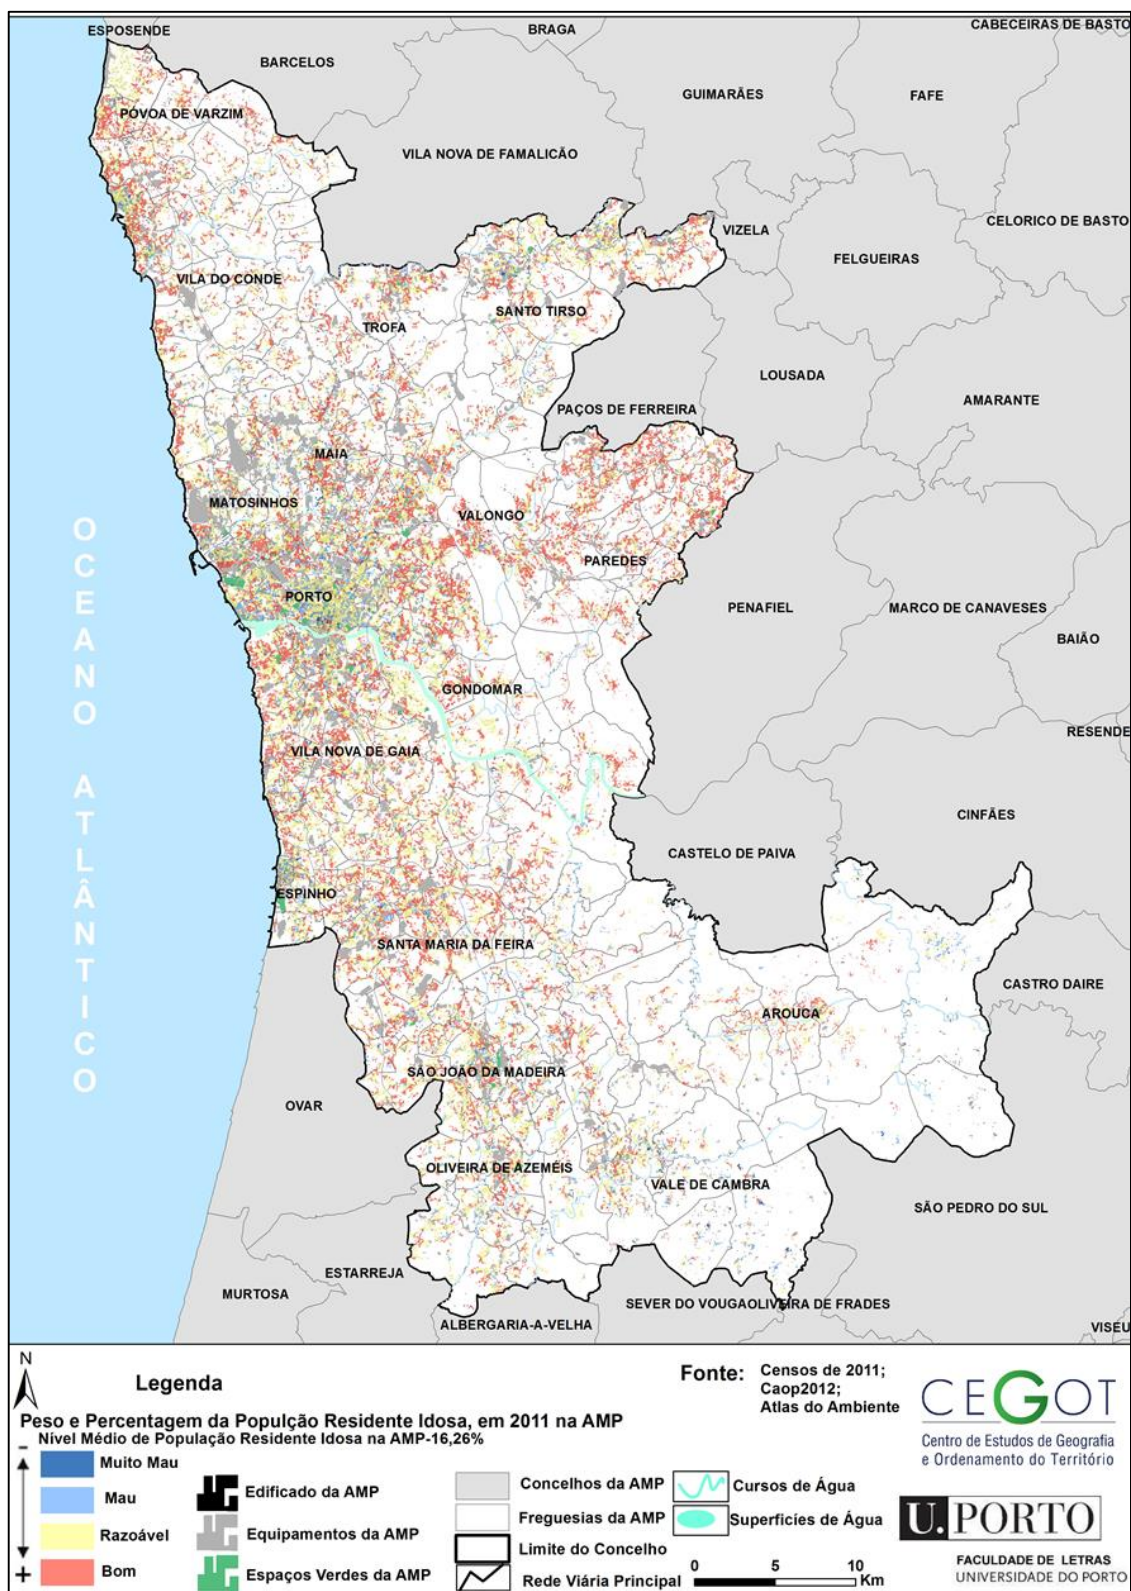 ESPOSENDE
BRAGA
CABECEIRAS DE BASTO
BARCELOS
GUIMARÃES
FAFE
PÓVOA DE VARZIM
VILA NOVA DE FAMALICÃO
VIZELA
CELORICO DE BASTO
FELGUEIRAS
VILA DO CONDE
SANTO TIRSO
TROFA
LOUSADA
AMARANTE
PAÇOS DE FERREIRA
MAIA
MATOSINHOS
VALONGO
PAREDES
PORTO
PENAFIEL
MARCO DE CANAVESES
BAIÃO
GONDOMAR
RESENDE
VILA NOVA DE GAIA
CINFÃES
CASTELO DE PAIVA
ESPINHO
SANTA MARIA DA FEIRA
CASTRO DAIRE
AROUCA
SÃO JOÃO DA MADEIRA
OVAR
OLIVEIRA DE AZEMÉIS
VALE DE CAMBRA
SÃO PEDRO DO SUL
ESTARREJA
MURTOSA
SEVER DO VOUGA
OLIVEIRA DE FRADES
ALBERGARIA-A-VELHA
VISEU
OCEANO ATLÂNTICO
N
Legenda
Peso e Percentagem da Populção Residente Idosa, em 2011 na AMP
Nível Médio de População Residente Idosa na AMP-16,26%
-
Muito Mau
Mau
Razoável
+
Bom
Edificado da AMP
Equipamentos da AMP
Espaços Verdes da AMP
Concelhos da AMP
Freguesias da AMP
Limite do Concelho
Rede Viária Principal
Cursos de Água
Superfícies de Água
0 5 10
Km
Fonte: Censos de 2011;
Caop2012;
Atlas do Ambiente
CEGOT
Centro de Estudos de Geografia
e Ordenamento do Território
U. PORTO
FACULDADE DE LETRAS
UNIVERSIDADE DO PORTO